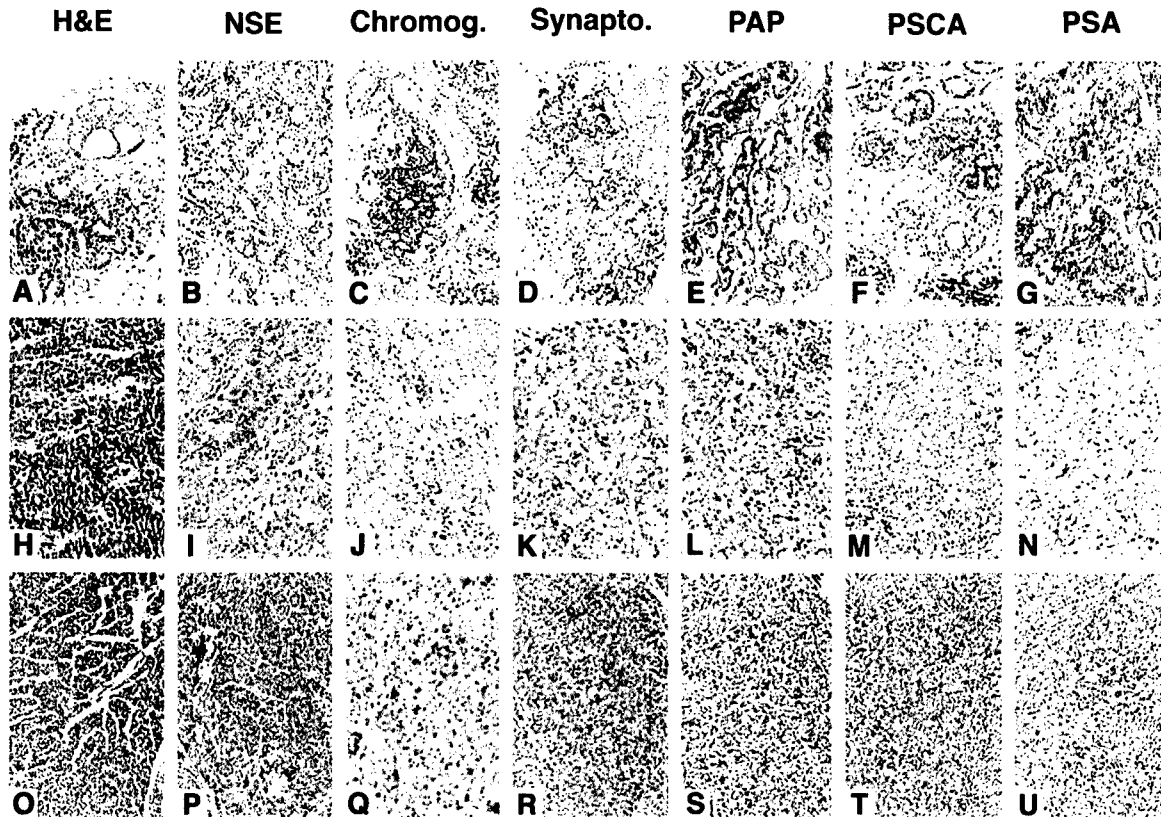 H&E NSE Chromog. Synapto. PAP PSCA PSA
A B C D E F G
H I J K L M N
O P Q R S T U